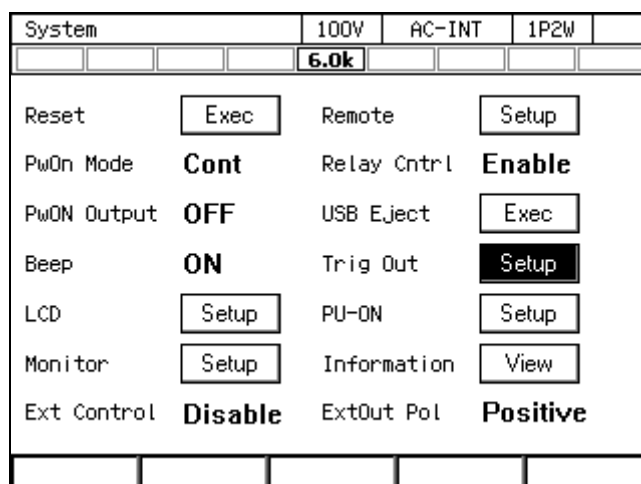 System 100V AC-INT 1P2W
6.0k
Reset Exec Remote Setup
PwOn Mode Cont Relay Cntrl Enable
PwON Output OFF USB Eject Exec
Beep ON Trig Out Setup
LCD Setup PU-ON Setup
Monitor Setup Information View
Ext Control Disable ExtOut Pol Positive